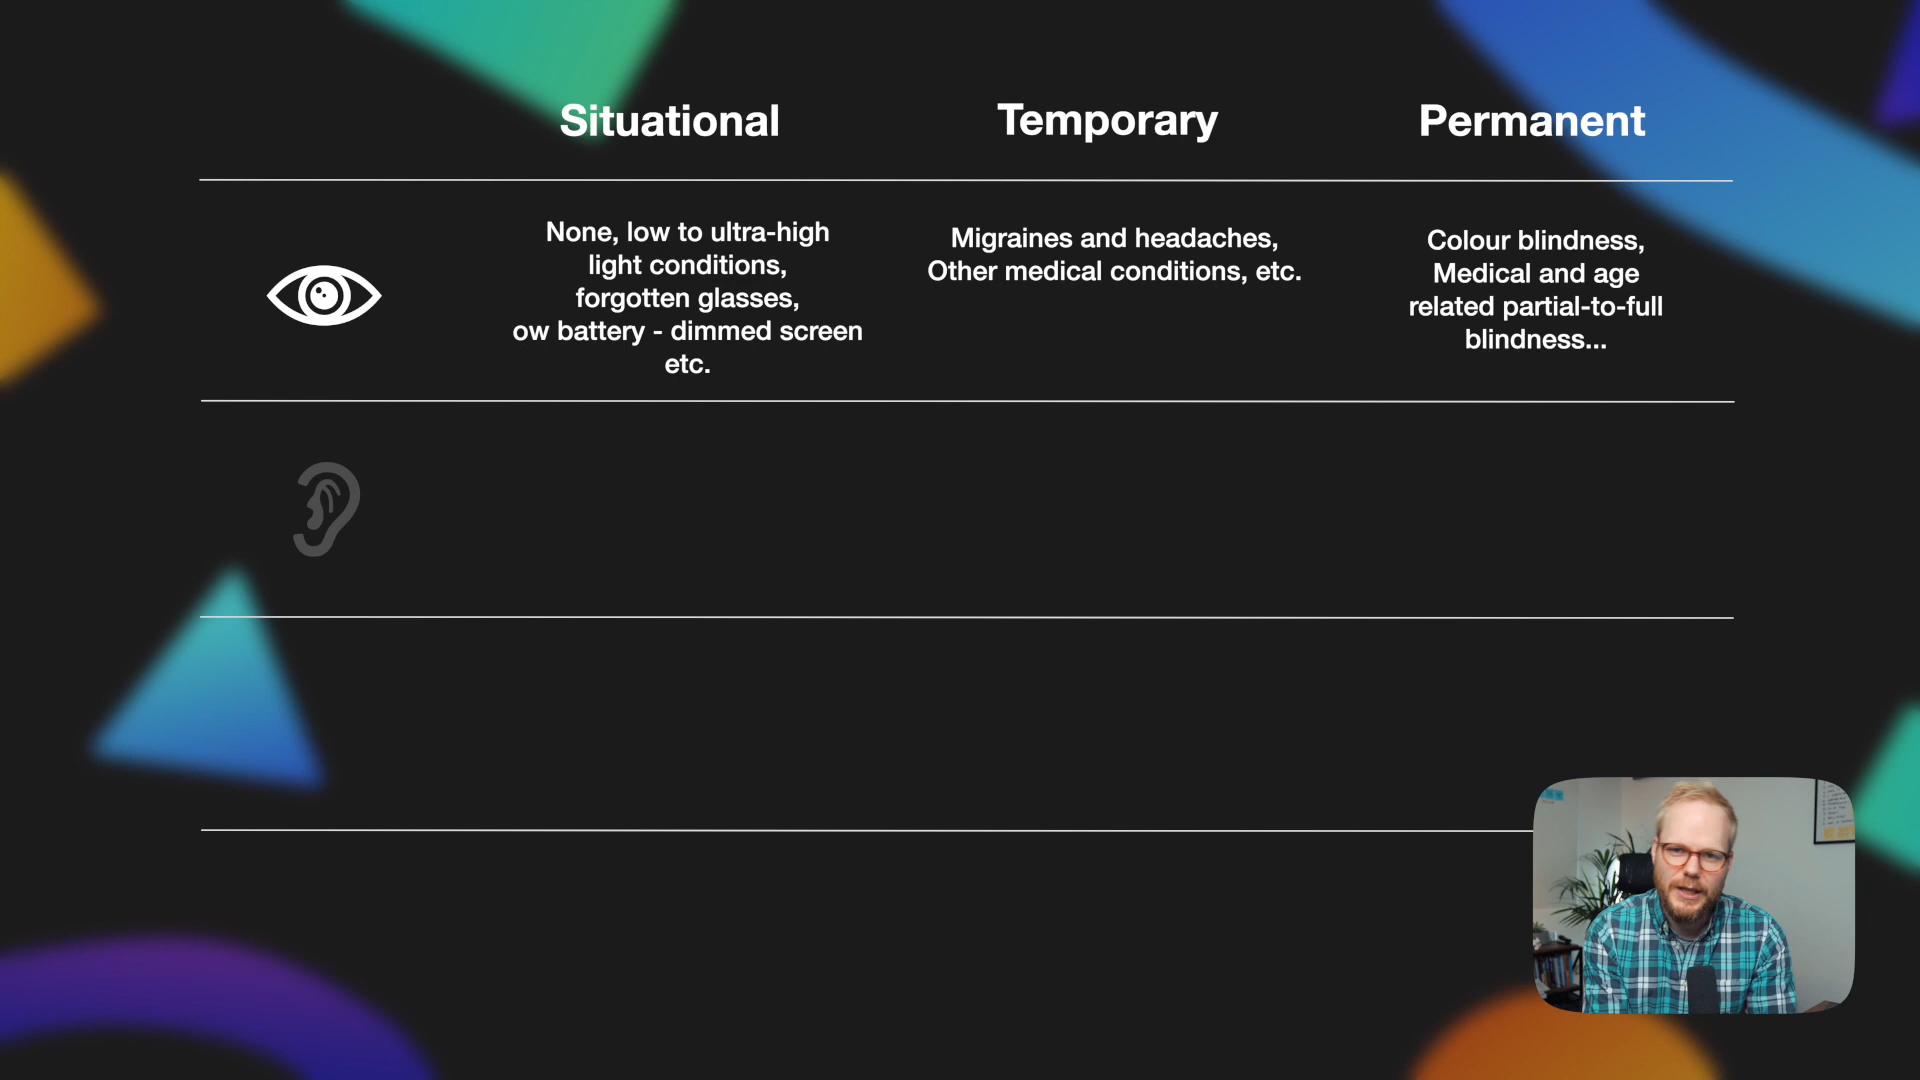 Situational
Temporary
Permanent
None, low to ultra-high
light conditions,
forgotten glasses,
ow battery - dimmed screen
etc.
Migraines and headaches,
Other medical conditions, etc.
Colour blindness,
Medical and age
related partial-to-full
blindness...